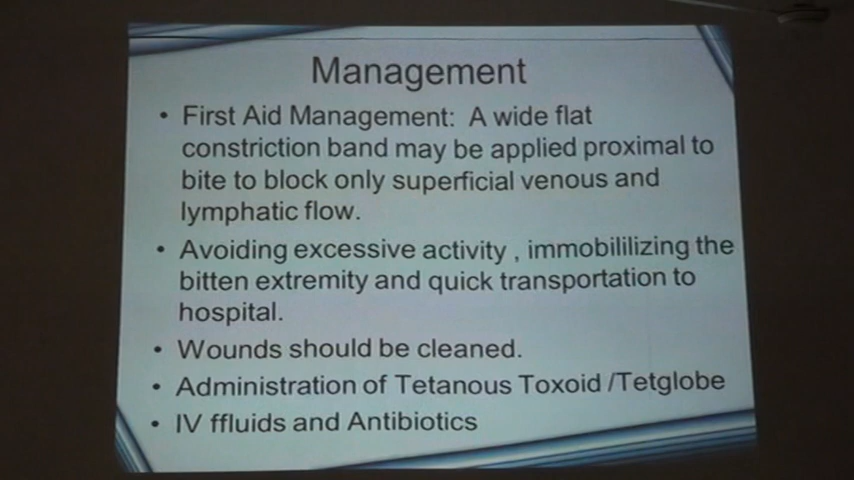 Management
• First Aid Management: A wide flat
constriction band may be applied proximal to
bite to block only superficial venous and
lymphatic flow.
• Avoiding excessive activity , immobililizing the
bitten extremity and quick transportation to
hospital.
• Wounds should be cleaned.
• Administration of Tetanous Toxoid /Tetglobe
• IV ffluids and Antibiotics